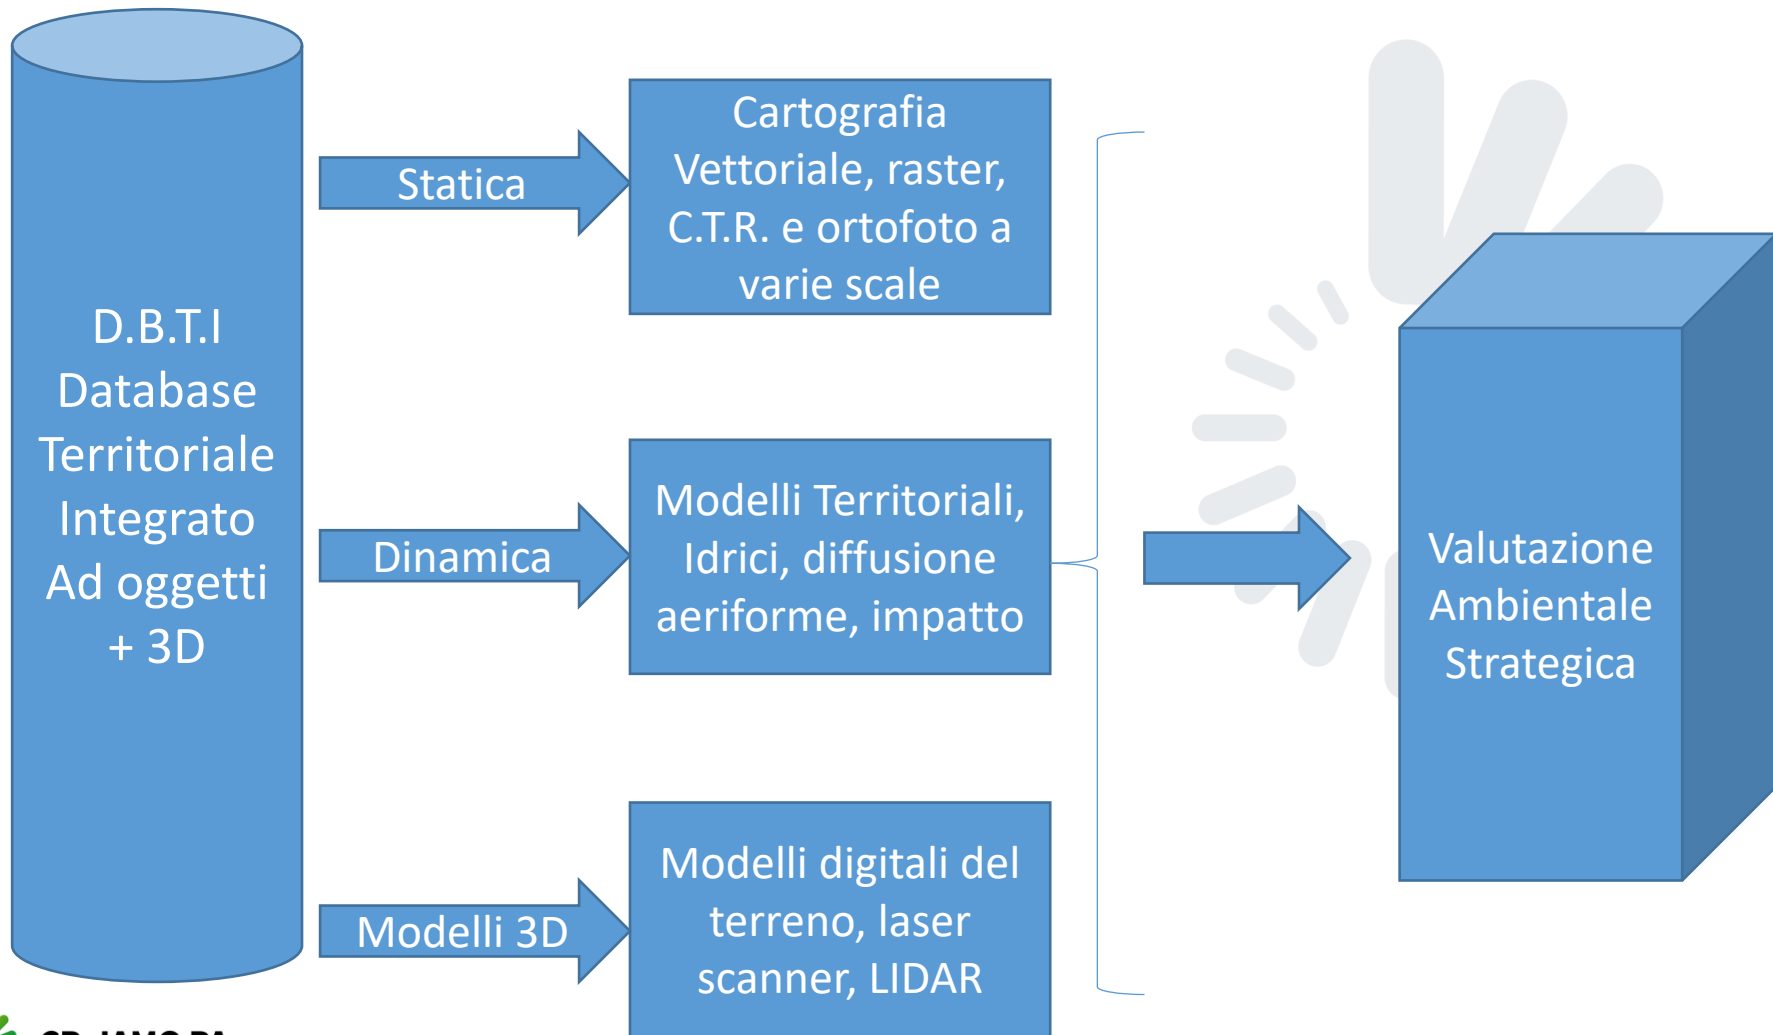 D.B.T.I
Database
Territoriale
Integrato
Ad oggetti
+ 3D
Statica
Cartografia
Vettoriale, raster,
C.T.R. e ortofoto a
varie scale
Dinamica
Modelli Territoriali,
Idrici, diffusione
aeriforme, impatto
Modelli 3D
Modelli digitali del
terreno, laser
scanner, LIDAR
Valutazione
Ambientale
Strategica